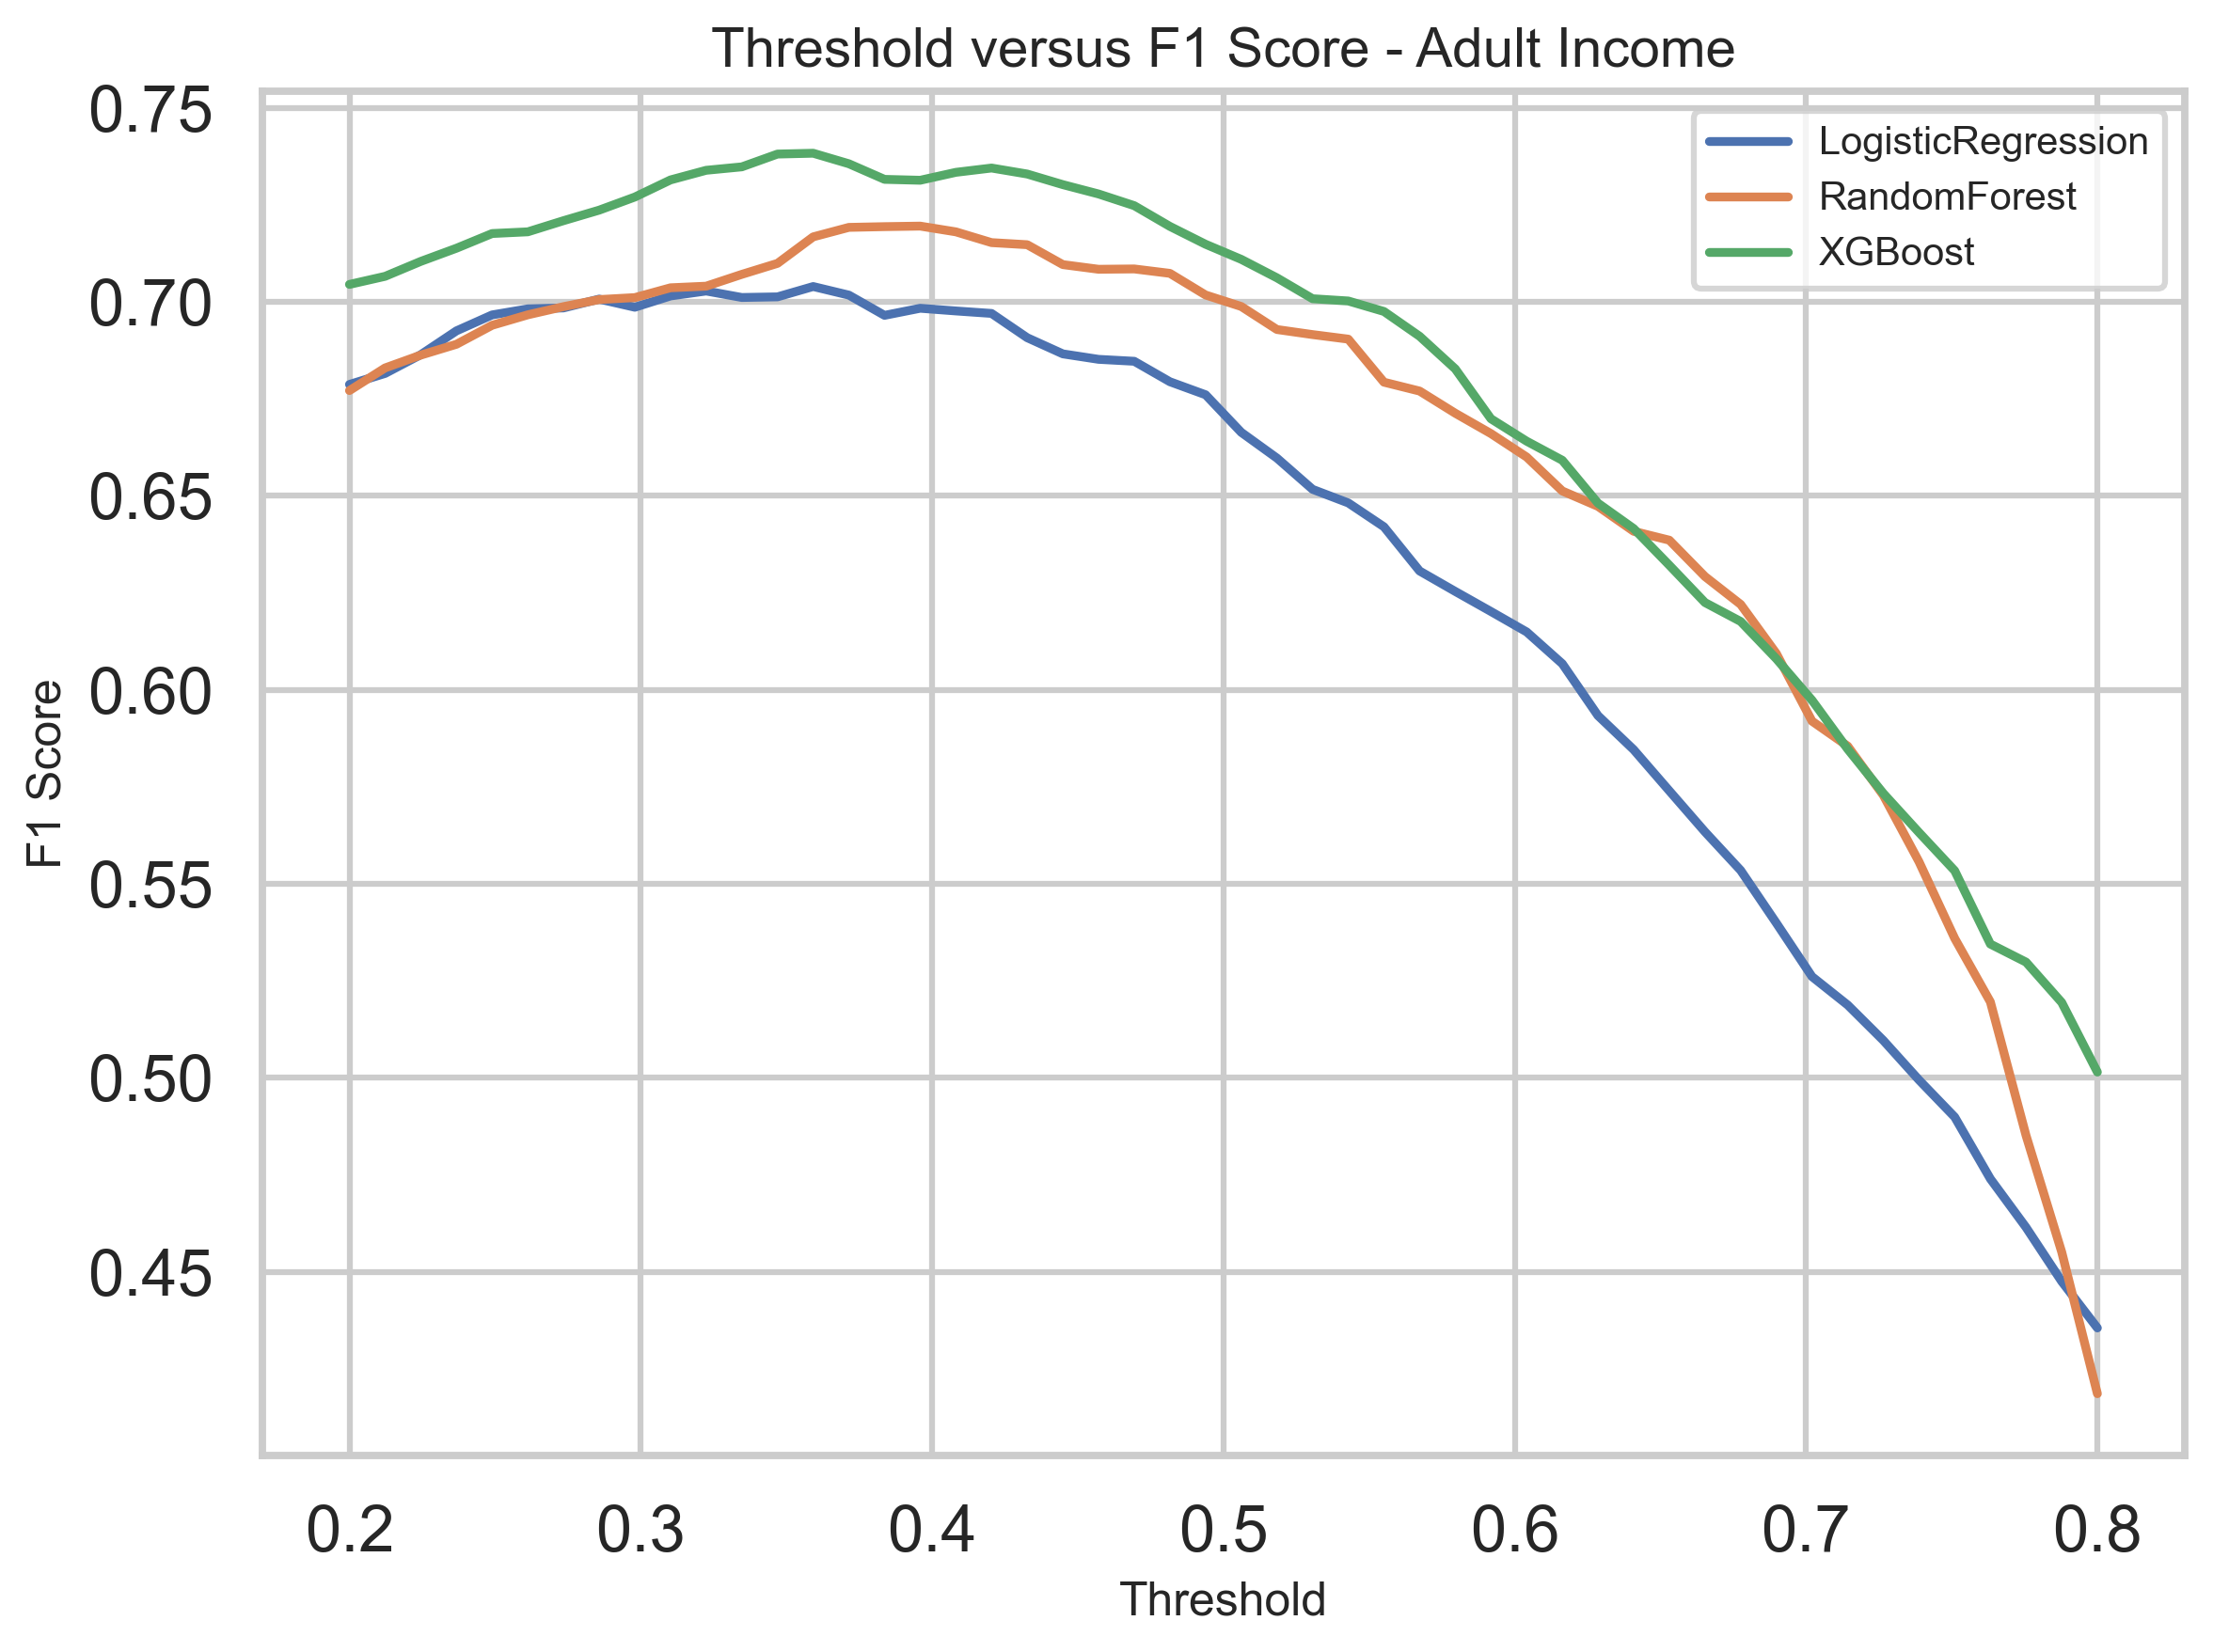 Threshold versus F1 Score - Adult Income
LogisticRegression
RandomForest
XGBoost
F1 Score
0.75
0.70
0.65
0.60
0.55
0.50
0.45
0.2 0.3 0.4 0.5 0.6 0.7 0.8
Threshold